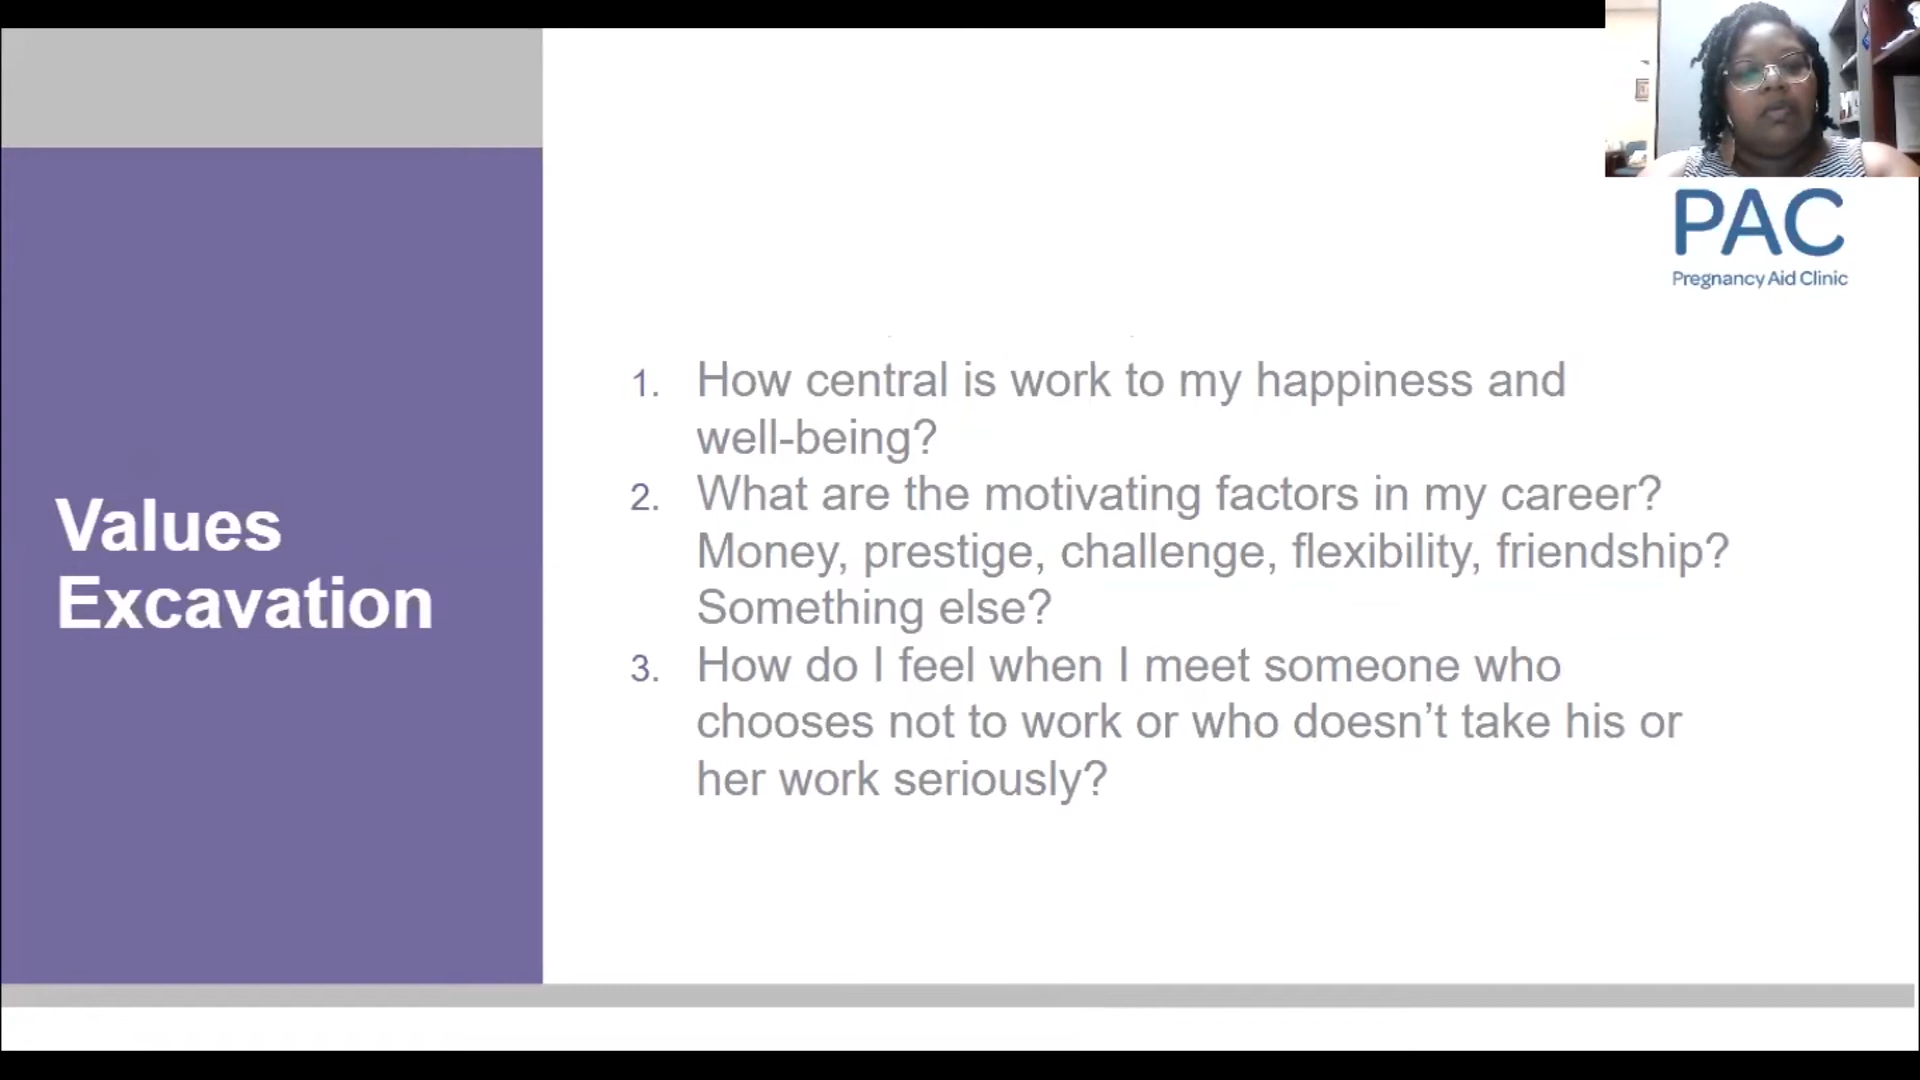 PAC
Pregnancy Aid Clinic
Values
Excavation
1. How central is work to my happiness and
well-being?
2. What are the motivating factors in my career?
Money, prestige, challenge, flexibility, friendship?
Something else?
3. How do I feel when I meet someone who
chooses not to work or who doesn’t take his or
her work seriously?